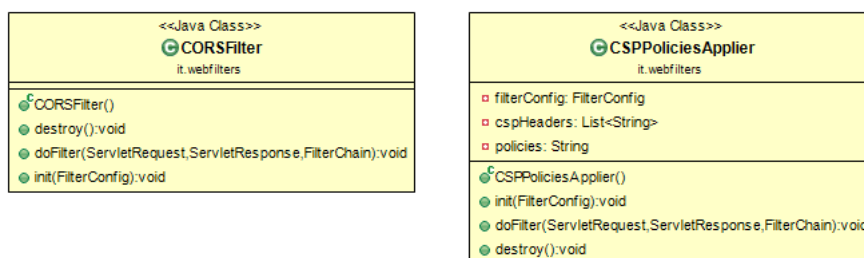 <<Java Class>>
CORSFilter
it.webfilters
CORSFilter()
destroy():void
doFilter(ServletRequest,ServletResponse,FilterChain):void
init(FilterConfig):void
<<Java Class>>
CSPPoliciesApplier
it.webfilters
filterConfig: FilterConfig
cspHeaders: List<String>
policies: String
CSPPoliciesApplier()
init(FilterConfig):void
doFilter(ServletRequest,ServletResponse,FilterChain):void
destroy():void